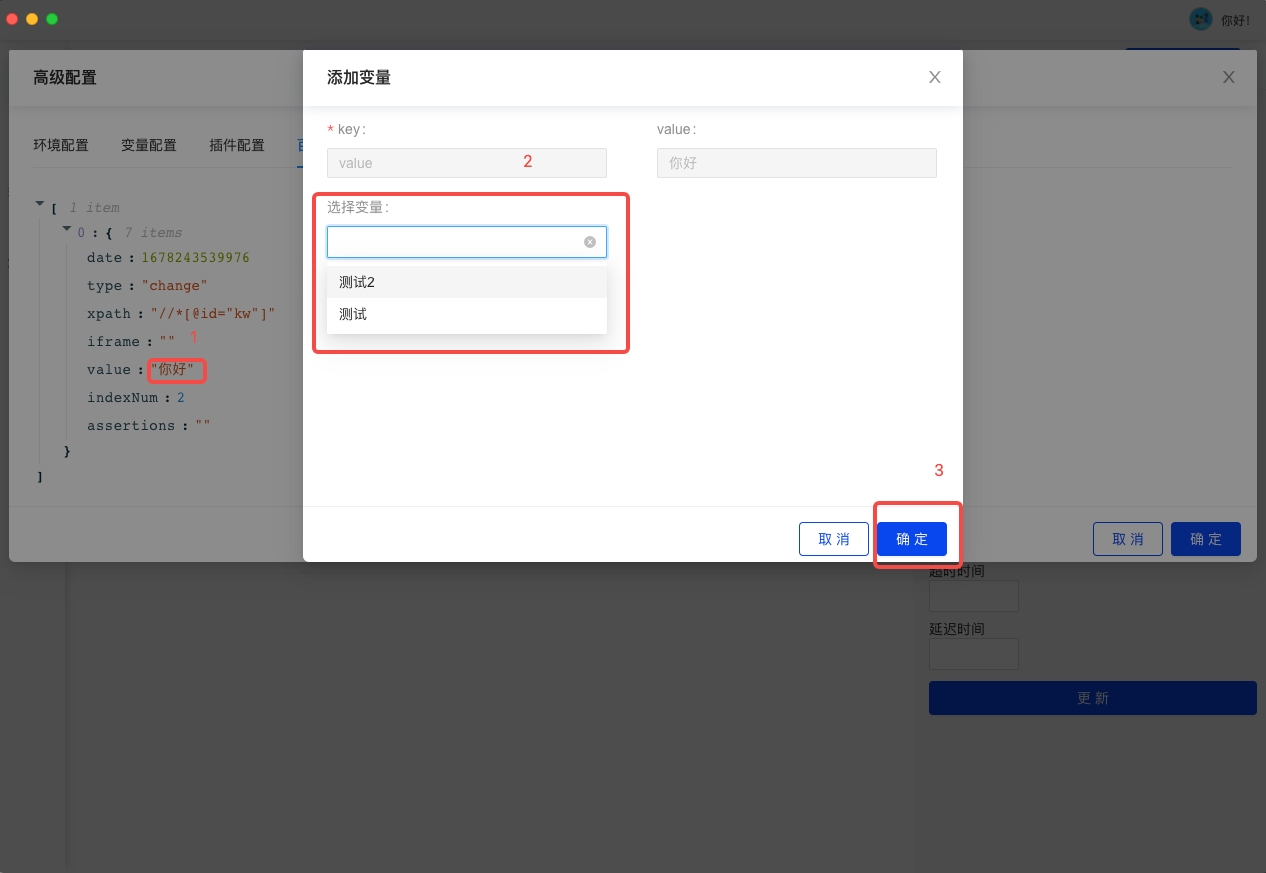 你好!
高级配置
添加变量
环境配置
变量配置
插件配置
* key:
value:
value
2
你好
选择变量:
测试2
测试
[ 1 item
0 : { 7 items
date : 1678243539976
type : "change"
xpath : "//*[@id="kw"]"
iframe : ""
1
value : "你好"
indexNum : 2
assertions : ""
}
]
3
取 消
确 定
取 消
确 定
超时时间
延迟时间
更 新